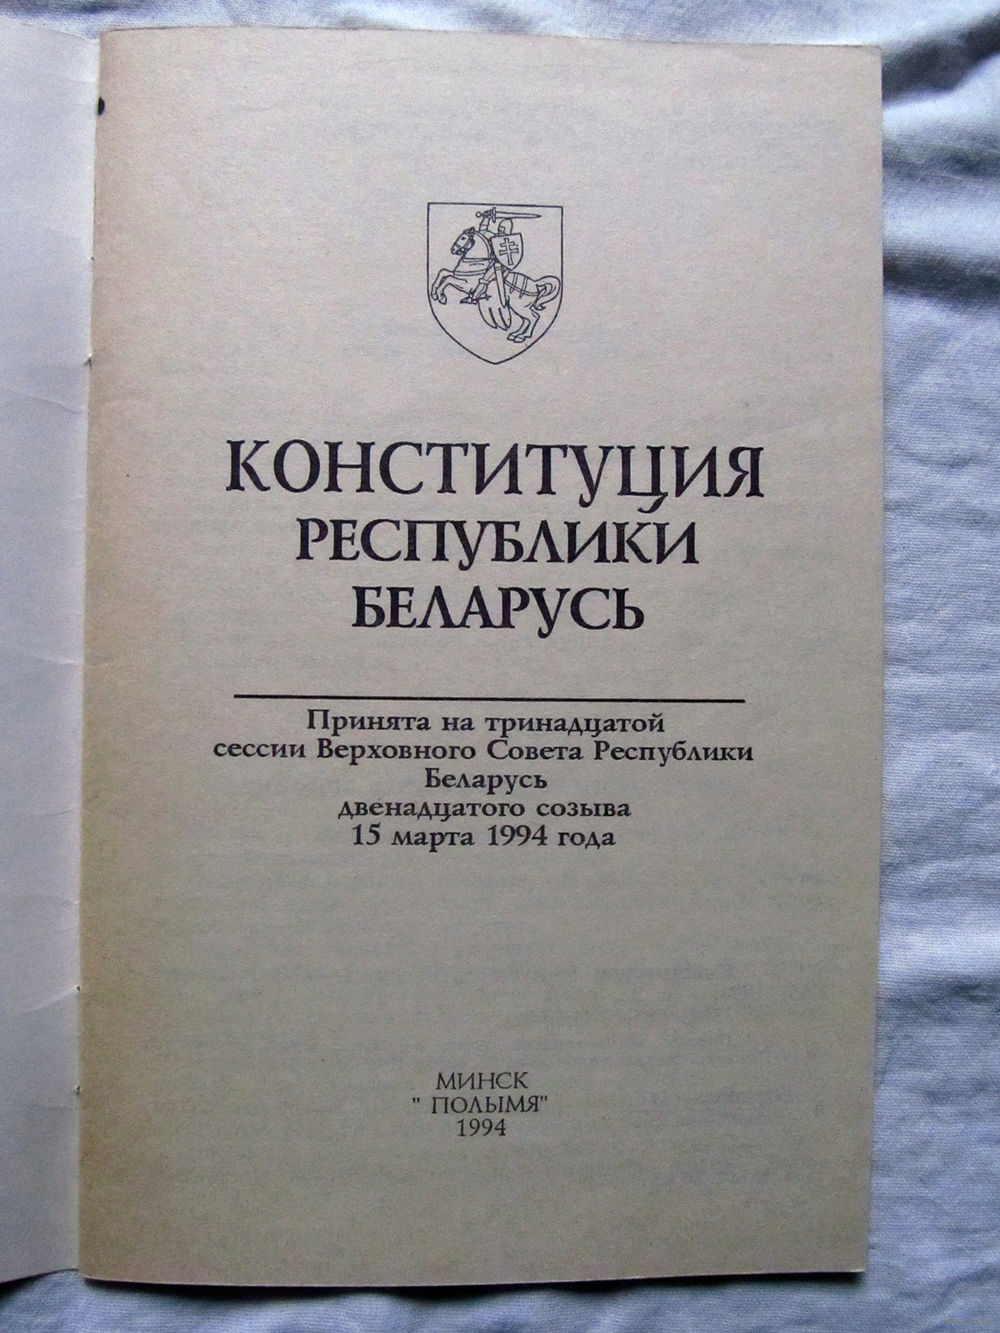 КОНСТИТУЦИЯ
РЕСПУБЛИКИ
БЕЛАРУСЬ
Принята на тринадцатой
сессии Верховного Совета Республики
Беларусь
двенадцатого созыва
15 марта 1994 года
МИНСК
" ПОЛЫМЯ"
1994